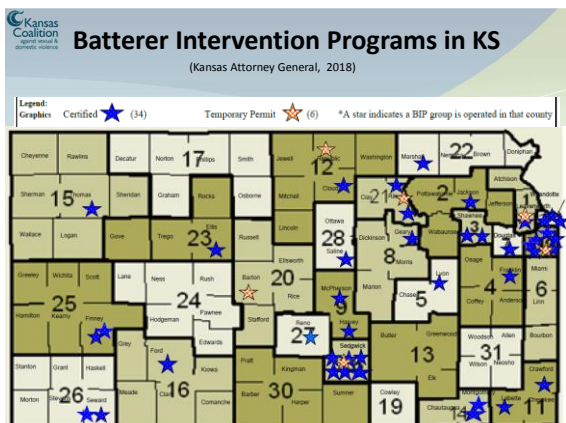 Kansas
Coalition
against sexual &
domestic violence
Batterer Intervention Programs in KS
(Kansas Attorney General, 2018)
Legend:
Graphics Certified (34) Temporary Permit (6) *A star indicates a BIP group is operated in that county
Cheyenne Rawlins Decatur Norton Phillips Smith Jewell Republic Washington Marshall Brown Doniphan
17 12 22
Sherman Thomas Sheridan Graham Rooks Osborne Mitchell Cloud Clay Pottawatomie Jackson Atchison
15 21 2 Jefferson
Wallace Logan Gove Trego Ellis Russell Lincoln Ottawa Dickinson Geary Wabaunsee Shawnee Douglas
23 28 8 3
Saline Morris Osage Franklin Miami
Greeley Wichita Scott Lane Ness Rush Barton Ellsworth Rice McPherson Marion Chase Lyon Coffey Anderson Linn
25 24 20 9 5 4 6
Hamilton Kearny Finney Hodgeman Pawnee Stafford Reno Harvey Butler Greenwood Woodson Allen Bourbon
27 13 31
Stanton Grant Haskell Grey Ford Edwards Kiowa Pratt Kingman Sedgwick Elk Wilson Neosho Crawford
26 16 30 19 11
Morton Seward Meade Comanche Barber Harper Sumner Cowley Chautauqua Montgomery Labette Cherokee